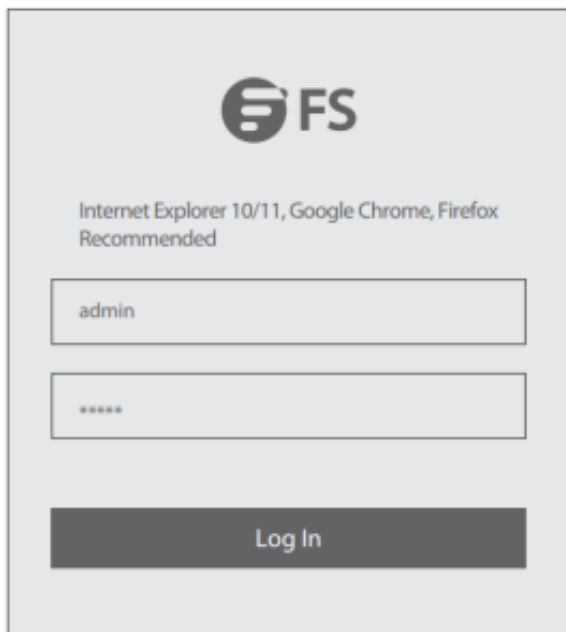 FS
Internet Explorer 10/11, Google Chrome, Firefox
Recommended
admin
*****
Log In